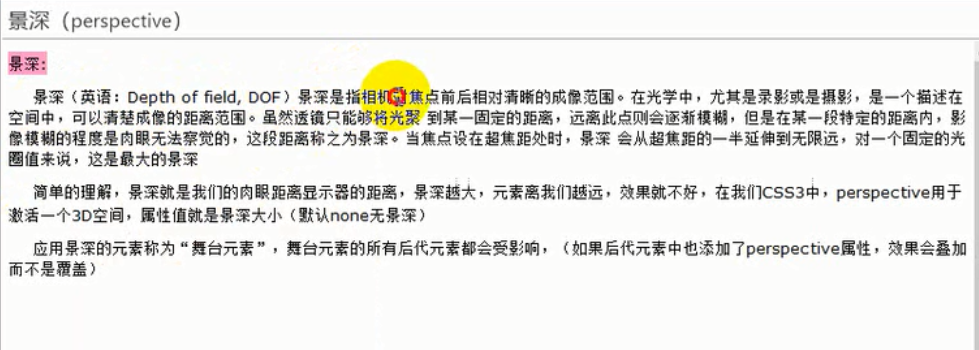 景深（perspective）
景深:
景深（英语：Depth of field, DOF）景深是指相机对焦点前后相对清晰的成像范围。在光学中，尤其是录影或是摄影，是一个描述在
空间中，可以清楚成像的距离范围。虽然透镜只能够将光聚 到某一固定的距离，远离此点则会逐渐模糊，但是在某一段特定的距离内，影
像模糊的程度是肉眼无法察觉的，这段距离称之为景深。当焦点设在超焦距处时，景深 会从超焦距的一半延伸到无限远，对一个固定的光
圈值来说，这是最大的景深
简单的理解，景深就是我们的肉眼距离显示器的距离，景深越大，元素离我们越远，效果就不好，在我们CSS3中，perspective用于
激活一个3D空间，属性值就是景深大小（默认none无景深）
应用景深的元素称为“舞台元素”，舞台元素的所有后代元素都会受影响，（如果后代元素中也添加了perspective属性，效果会叠加
而不是覆盖）